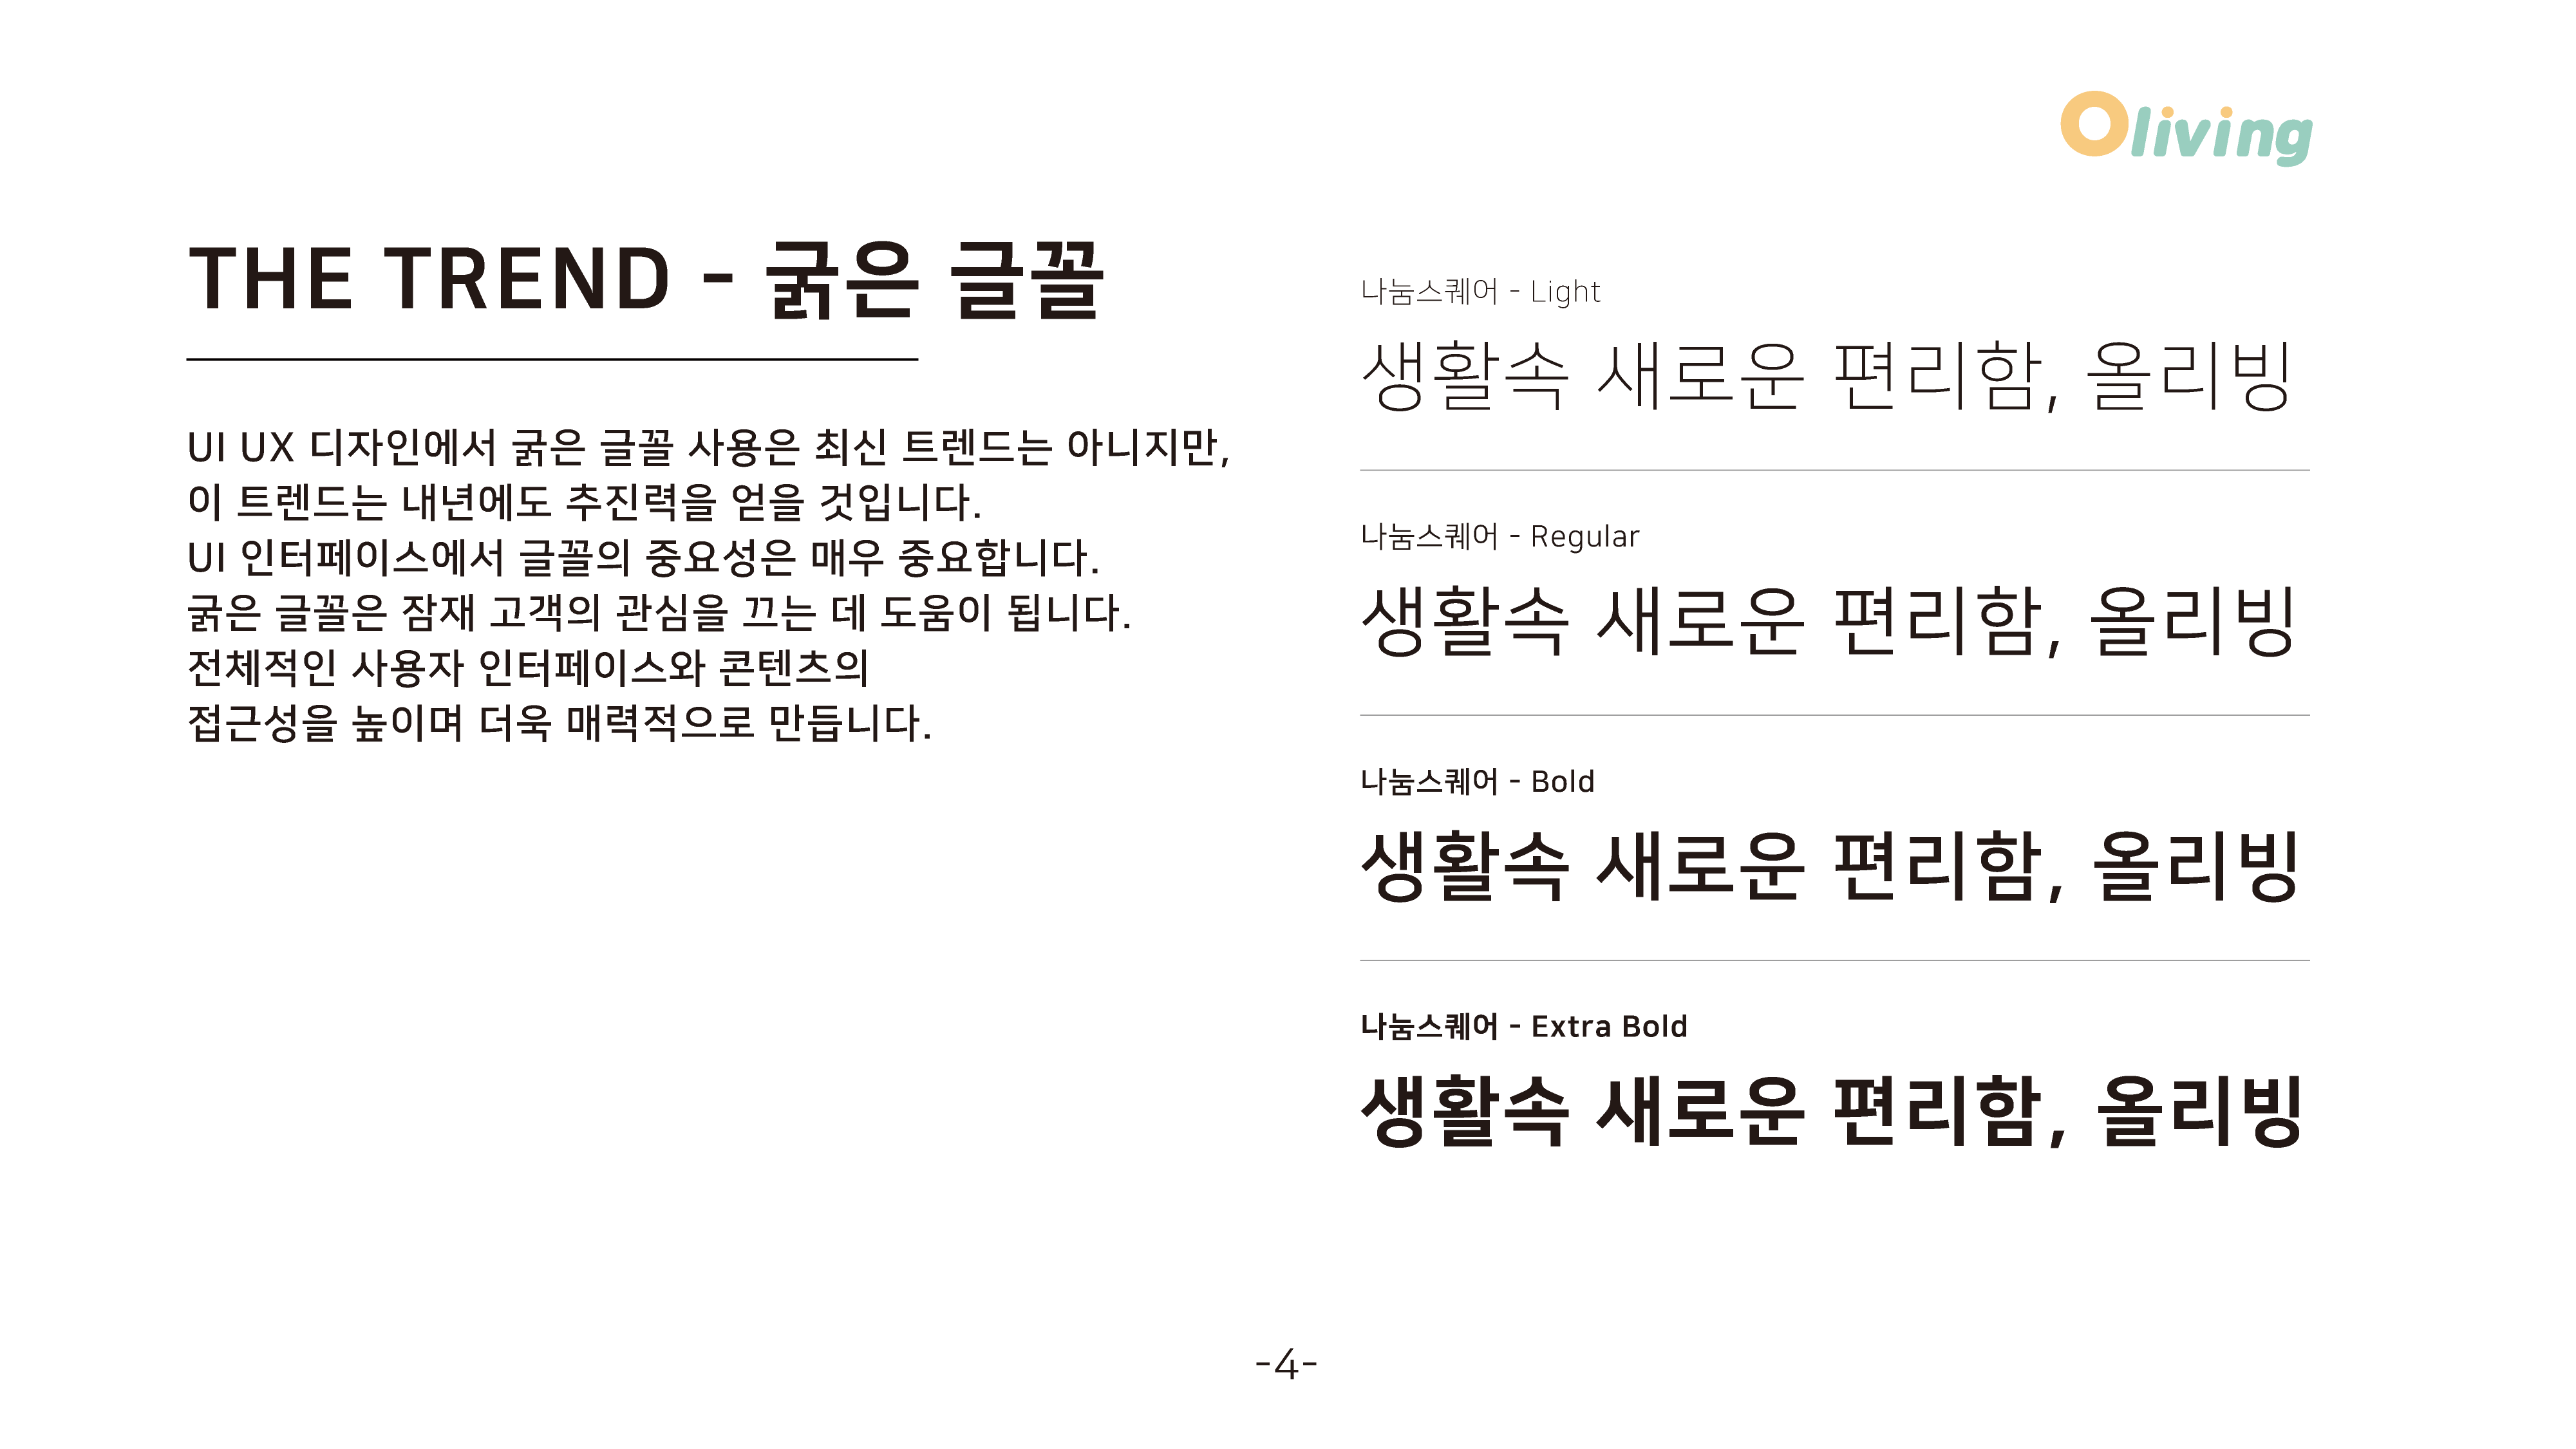 Oliving
THE TREND - 굵은 글꼴
UI UX 디자인에서 굵은 글꼴 사용은 최신 트렌드는 아니지만,
이 트렌드는 내년에도 추진력을 얻을 것입니다.
UI 인터페이스에서 글꼴의 중요성은 매우 중요합니다.
굵은 글꼴은 잠재 고객의 관심을 끄는 데 도움이 됩니다.
전체적인 사용자 인터페이스와 콘텐츠의
접근성을 높이며 더욱 매력적으로 만듭니다.
나눔스퀘어 - Light
생활속 새로운 편리함, 올리빙
나눔스퀘어 - Regular
생활속 새로운 편리함, 올리빙
나눔스퀘어 - Bold
생활속 새로운 편리함, 올리빙
나눔스퀘어 - Extra Bold
생활속 새로운 편리함, 올리빙
-4-